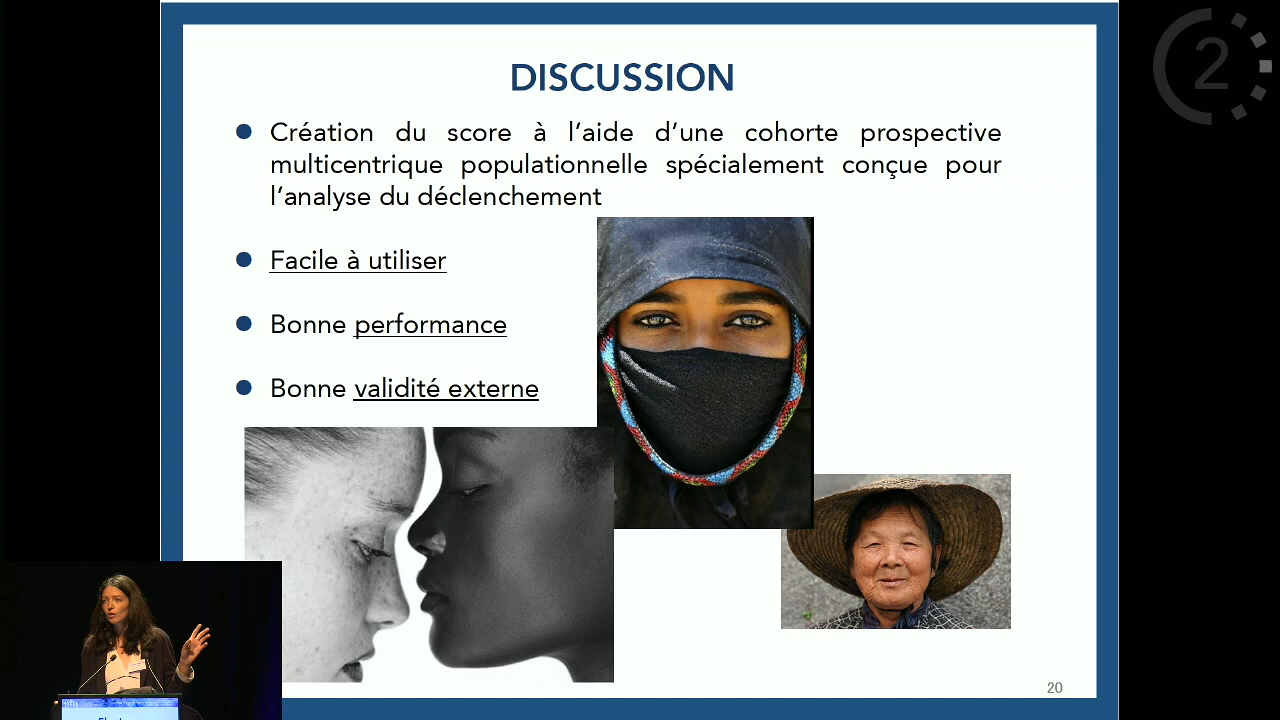 2
DISCUSSION
Création du score à l’aide d’une cohorte prospective
multicentrique populationnelle spécialement conçue pour
l’analyse du déclenchement
Facile à utiliser
Bonne performance
Bonne validité externe
20